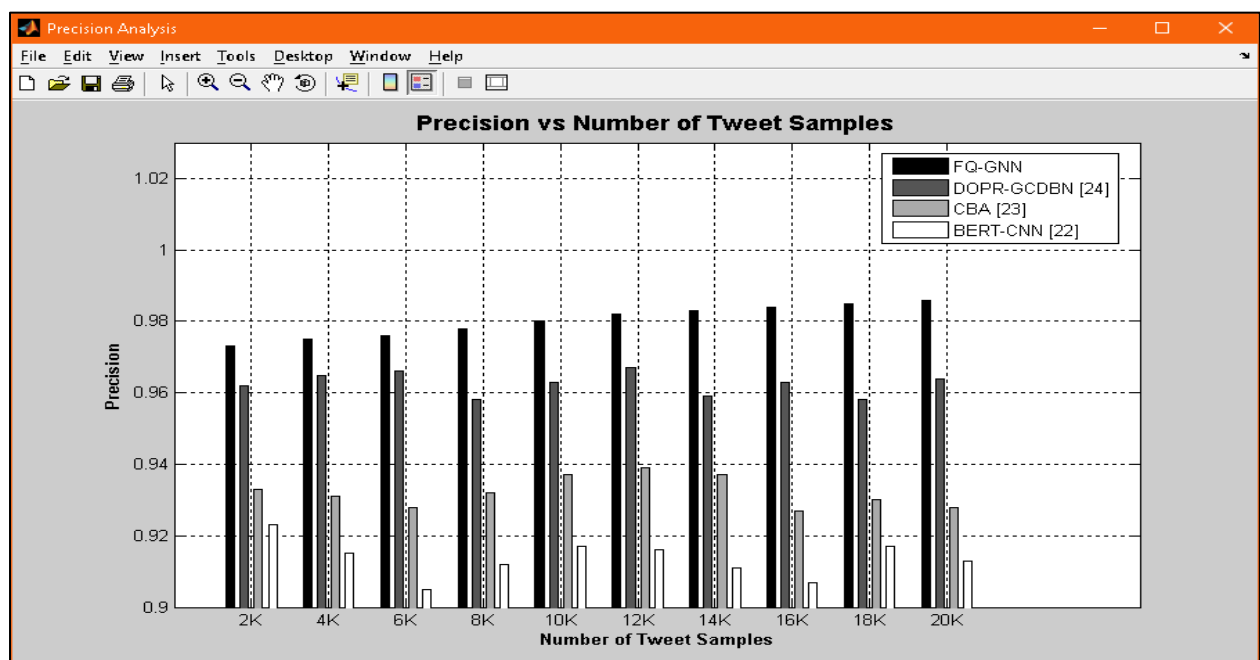 Precision Analysis
File Edit View Insert Tools Desktop Window Help
Precision vs Number of Tweet Samples
FQ-GNN
DOPR-GCDBN [24]
CBA [23]
BERT-CNN [22]
1.02
1
0.98
0.96
0.94
0.92
0.9
Precision
2K 4K 6K 8K 10K 12K 14K 16K 18K 20K
Number of Tweet Samples